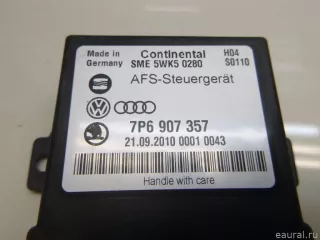 Made in Germany
Continental
SME 5WK5 0280
H04
S0110
AFS-Steuergerät
7P6 907 357
21.09.2010 0001 0043
Handle with care
eaural.ru